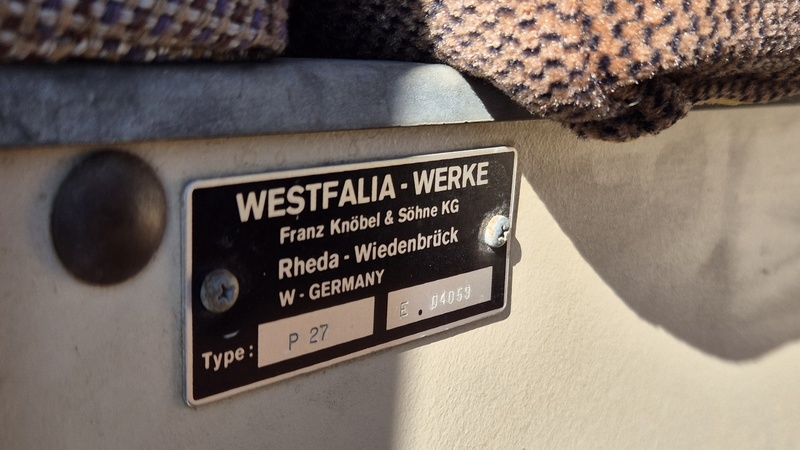 WESTFALIA - WERKE
Franz Knöbel & Söhne KG
Rheda - Wiedenbrück
W - GERMANY
Type: P 27 E. 04053